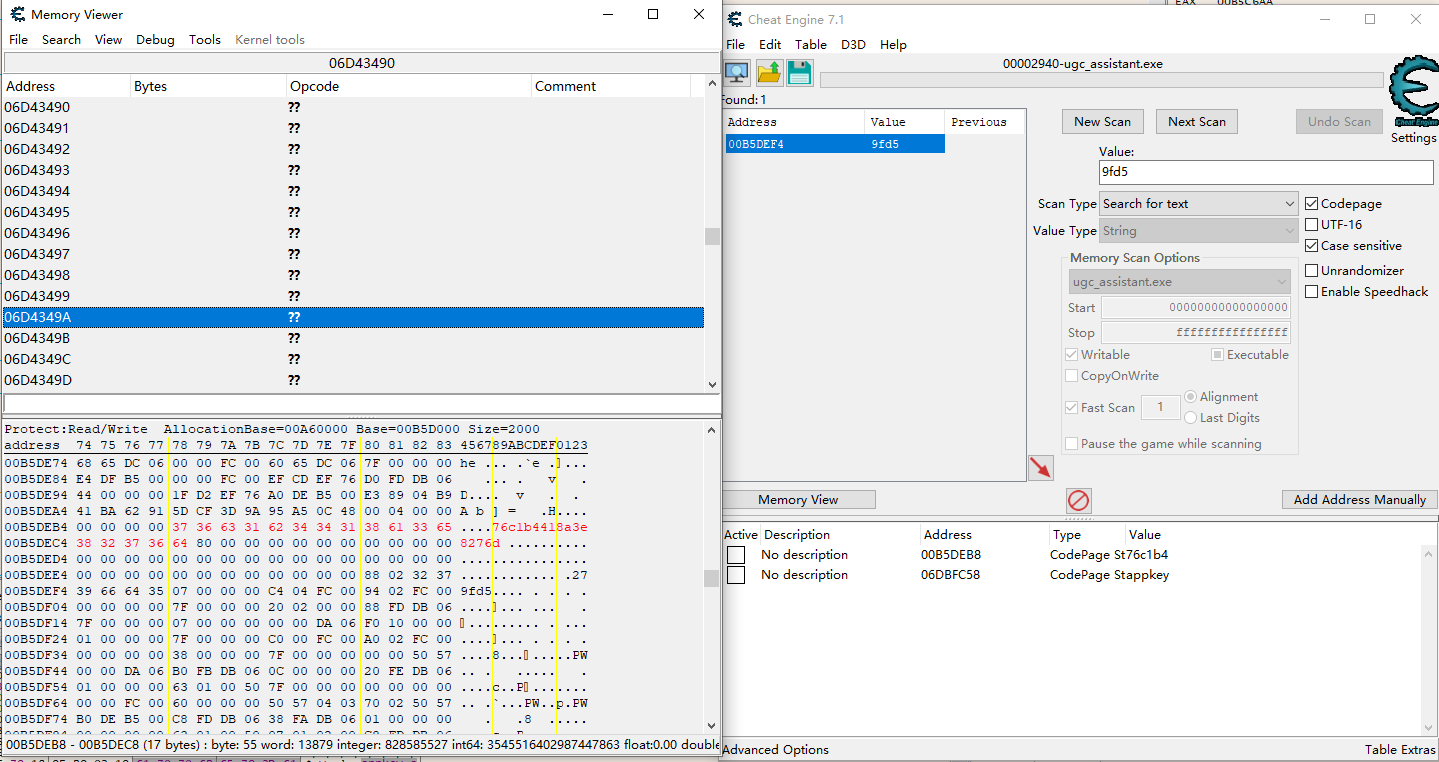 Memory Viewer
File Search View Debug Tools Kernel tools
06D43490
Address Bytes Opcode Comment
06D43490 ??
06D43491 ??
06D43492 ??
06D43493 ??
06D43494 ??
06D43495 ??
06D43496 ??
06D43497 ??
06D43498 ??
06D43499 ??
06D4349A ??
06D4349B ??
06D4349C ??
06D4349D ??
Protect:Read/Write AllocationBase=00A60000 Base=00B5D000 Size=2000
address 74 75 76 77 78 79 7A 7B 7C 7D 7E 7F 80 81 82 83 456789ABCDEF0123
00B5DE74 68 65 DC 06 00 00 FC 00 60 65 DC 06 7F 00 00 00 he ... .`e .]...
00B5DE84 E4 DF B5 00 00 00 FC 00 EF CD EF 76 D0 FD DB 06
00B5DE94 44 00 00 00 1F D2 EF 76 A0 DE B5 00 E3 89 04 B9
00B5DEA4 41 BA 62 91 5D CF 3D 9A 95 A5 0C 48 00 04 00 00
00B5DEB4 00 00 00 00 37 36 63 31 62 34 34 31 38 61 33 65 ....76c1b4418a3e
00B5DEC4 38 32 37 36 64 80 00 00 00 00 00 00 00 00 00 00 8276d ..........
00B5DED4 00 00 00 00 00 00 00 00 00 00 00 00 00 00 00 00 ................
00B5DEE4 00 00 00 00 00 00 00 00 00 00 00 00 88 02 32 37 .............27
00B5DEF4 39 66 64 35 07 00 00 00 C4 04 FC 00 94 02 FC 00 9fd5....
00B5DF04 00 00 00 00 7F 00 00 00 20 02 00 00 88 FD DB 06
00B5DF14 7F 00 00 00 07 00 00 00 00 00 DA 06 F0 10 00 00
00B5DF24 01 00 00 00 7F 00 00 00 C0 00 FC 00 A0 02 FC 00
00B5DF34 00 00 00 00 38 00 00 00 7F 00 00 00 00 00 50 57
00B5DF44 00 00 DA 06 B0 FB DB 06 0C 00 00 00 20 FE DB 06
00B5DF54 01 00 00 00 63 01 00 50 7F 00 00 00 00 00 00 00
00B5DF64 00 00 FC 00 60 00 00 00 50 57 04 03 70 02 50 57
00B5DF74 B0 DE B5 00 C8 FD DB 06 38 FA DB 06 01 00 00 00
00B5DEB8 - 00B5DEC8 (17 bytes) : byte: 55 word: 13879 integer: 828585527 int64: 3545516402987447863 float:0.00 double
Cheat Engine 7.1
File Edit Table D3D Help
00002940-ugc_assistant.exe
Found: 1
Address Value Previous
00B5DEF4 9fd5
New Scan Next Scan Undo Scan
Cheat Engine
Settings
Value:
9fd5
Scan Type Search for text
Value Type String
Codepage
UTF-16
Case sensitive
Unrandomizer
Enable Speedhack
Memory Scan Options
ugc_assistant.exe
Start 0000000000000000
Stop ffffffffffffffff
Writable Executable
CopyOnWrite
Fast Scan 1 Alignment
Last Digits
Pause the game while scanning
Memory View Add Address Manually
Active Description Address Type Value
No description 00B5DEB8 CodePage St76c1b4
No description 06DBFC58 CodePage Stappkey
Advanced Options Table Extras